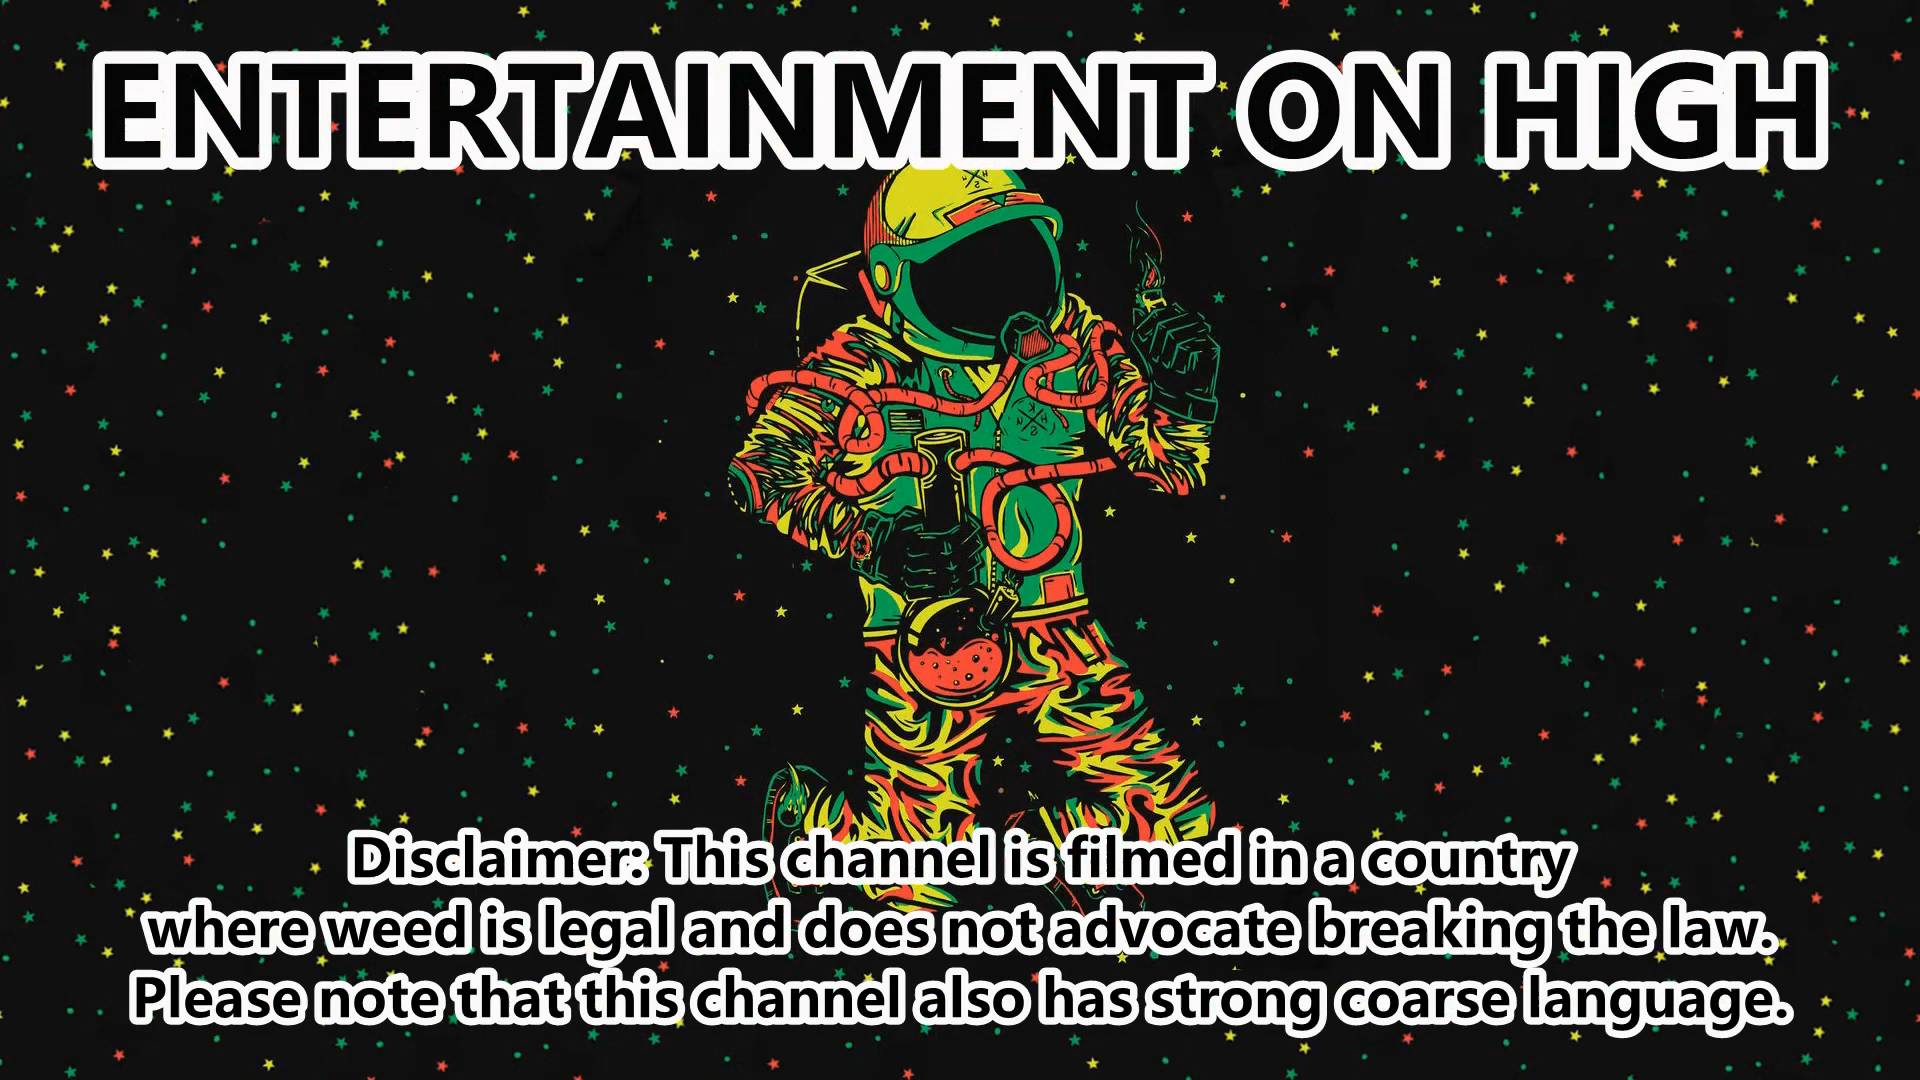 ENTERTAINMENT ON HIGH
Disclaimer: This channel is filmed in a country
where weed is legal and does not advocate breaking the law.
Please note that this channel also has strong coarse language.